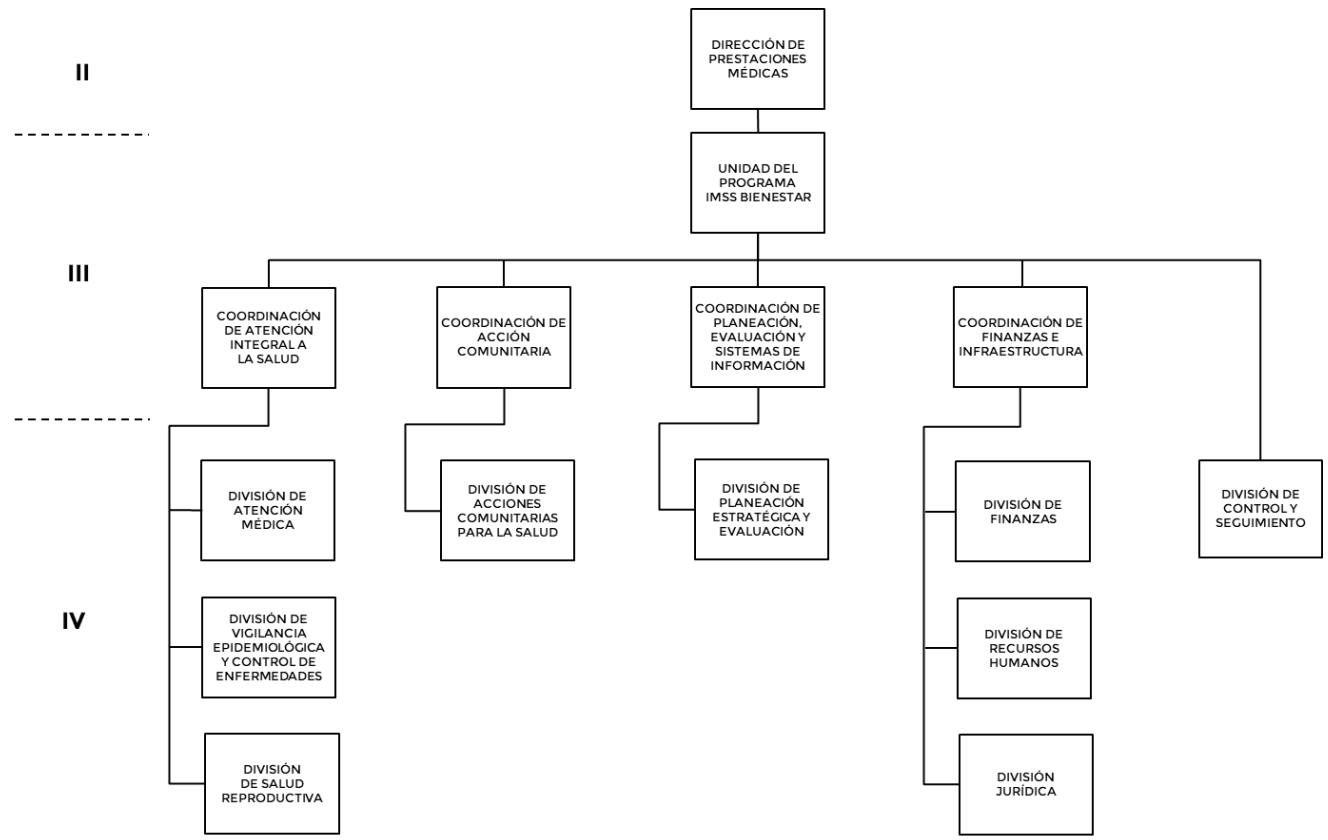 II
DIRECCIÓN DE
PRESTACIONES
MÉDICAS
UNIDAD DEL
PROGRAMA
IMSS BIENESTAR
III
COORDINACIÓN
DE ATENCIÓN
INTEGRAL A
LA SALUD
COORDINACIÓN DE
ACCIÓN
COMUNITARIA
COORDINACIÓN DE
PLANEACIÓN,
EVALUACIÓN Y
SISTEMAS DE
INFORMACIÓN
COORDINACIÓN DE
FINANZAS E
INFRAESTRUCTURA
IV
DIVISIÓN DE
ATENCIÓN
MÉDICA
DIVISIÓN DE
ACCIONES
COMUNITARIAS
PARA LA SALUD
DIVISIÓN DE
PLANEACIÓN
ESTRATÉGICA Y
EVALUACIÓN
DIVISIÓN DE
FINANZAS
DIVISIÓN DE
CONTROL Y
SEGUIMIENTO
DIVISIÓN DE
VIGILANCIA
EPIDEMIOLÓGICA
Y CONTROL DE
ENFERMEDADES
DIVISIÓN DE
RECURSOS
HUMANOS
DIVISIÓN
DE SALUD
REPRODUCTIVA
DIVISIÓN
JURÍDICA